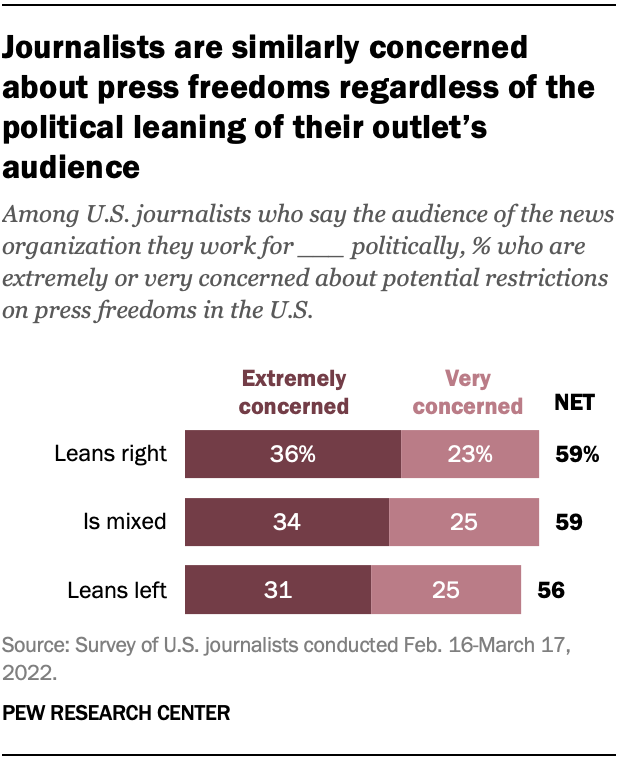 Journalists are similarly concerned
about press freedoms regardless of the
political leaning of their outlet's
audience
Among U.S. journalists who say the audience of the news
organization they work for ___ politically, % who are
extremely or very concerned about potential restrictions
on press freedoms in the U.S.
Extremely concerned
Very concerned
NET
Leans right 36% 23% 59%
Is mixed 34 25 59
Leans left 31 25 56
Source: Survey of U.S. journalists conducted Feb. 16-March 17,
2022.
PEW RESEARCH CENTER